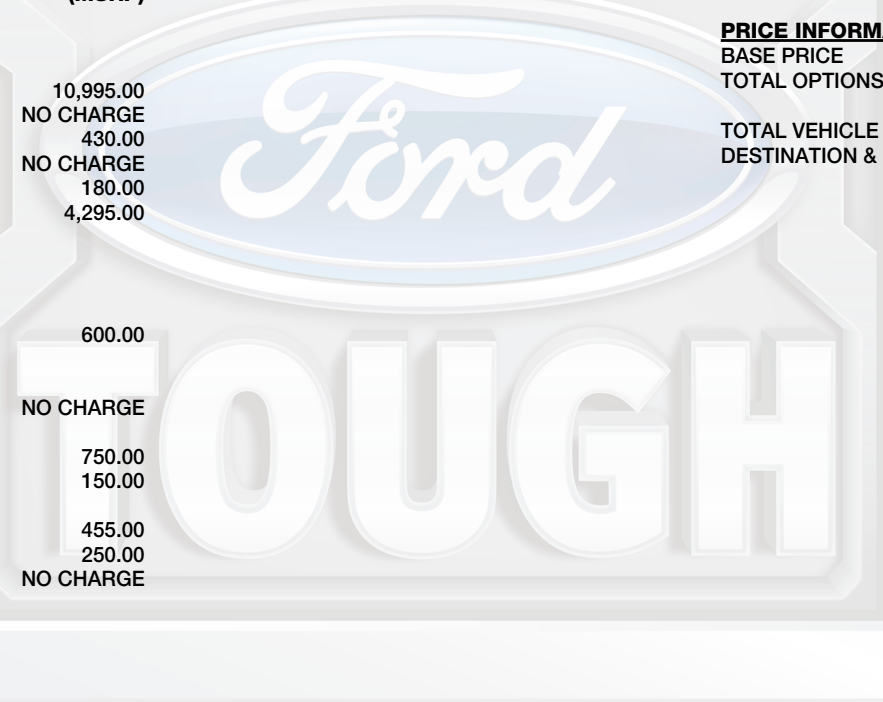 10,995.00
NO CHARGE
430.00
NO CHARGE
180.00
4,295.00
600.00
NO CHARGE
750.00
150.00
455.00
250.00
NO CHARGE
PRICE INFORM
BASE PRICE
TOTAL OPTIONS
TOTAL VEHICLE
DESTINATION &
Ford
TOUGH